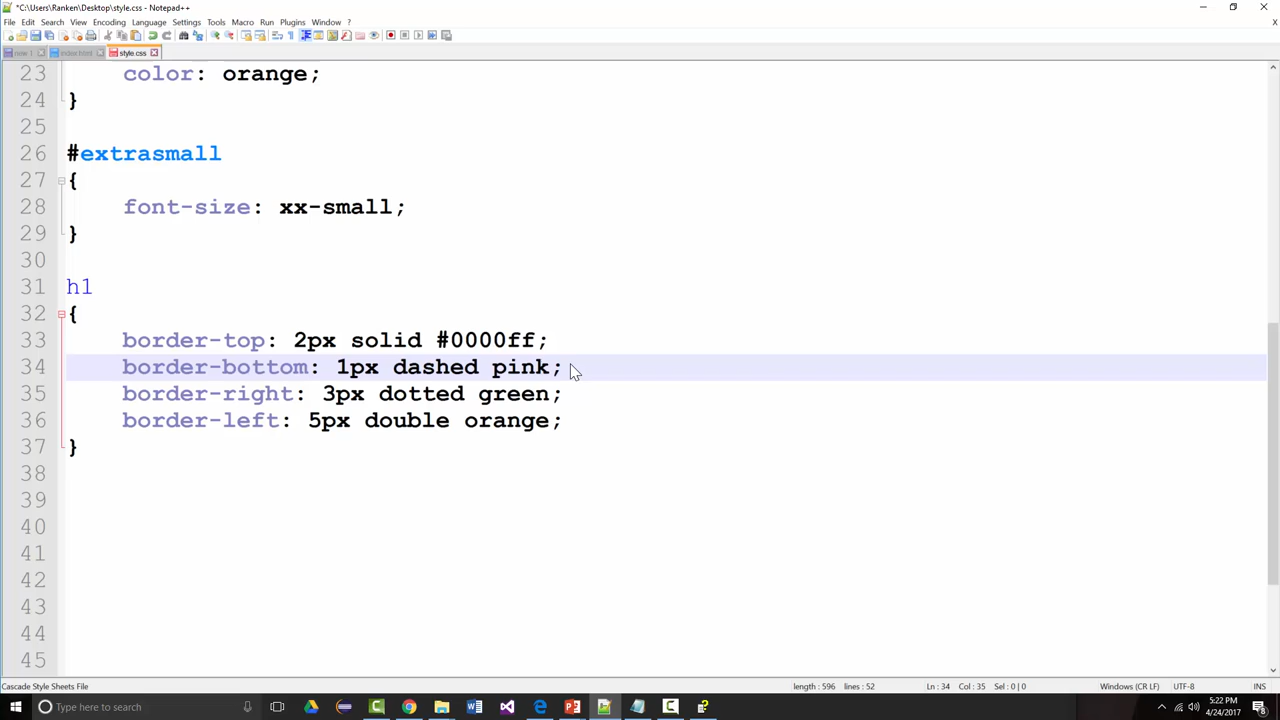 *C:\Users\Ranken\Desktop\style.css - Notepad++
File Edit Search View Encoding Language Settings Tools Macro Run Plugins Window ?
new 1 index.html style.css
23 color: orange;
24 }
25
26 #extrasmall
27 {
28 font-size: xx-small;
29 }
30
31 h1
32 {
33 border-top: 2px solid #0000ff;
34 border-bottom: 1px dashed pink;
35 border-right: 3px dotted green;
36 border-left: 5px double orange;
37 }
38
39
40
41
42
43
44
45
Cascade Style Sheets File length : 596 lines : 52 Ln : 34 Col : 35 Sel : 0 | 0 Windows (CR LF) UTF-8 INS
Type here to search
5:22 PM
4/24/2017